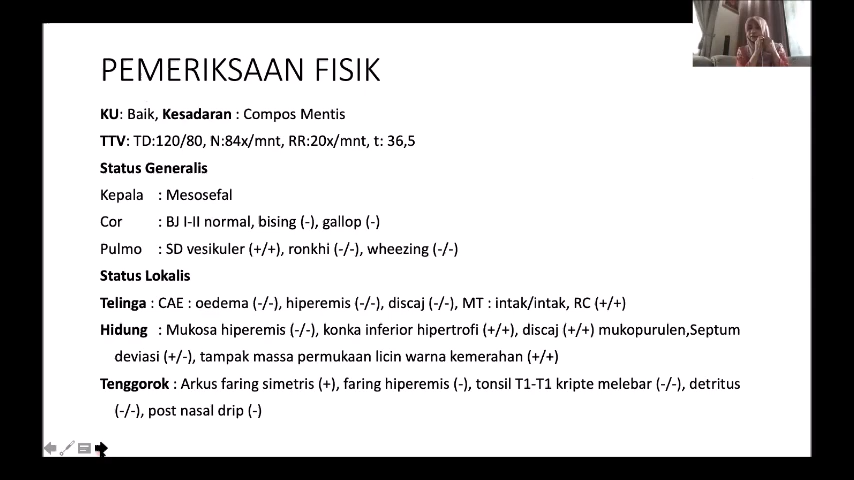 PEMERIKSAAN FISIK
KU: Baik, Kesadaran : Compos Mentis
TTV: TD:120/80, N:84x/mnt, RR:20x/mnt, t: 36,5
Status Generalis
Kepala : Mesosefal
Cor : BJ I-II normal, bising (-), gallop (-)
Pulmo : SD vesikuler (+/+), ronkhi (-/-), wheezing (-/-)
Status Lokalis
Telinga : CAE : oedema (-/-), hiperemis (-/-), discaj (-/-), MT : intak/intak, RC (+/+)
Hidung : Mukosa hiperemis (-/-), konka inferior hipertrofi (+/+), discaj (+/+) mukopurulen,Septum
deviasi (+/-), tampak massa permukaan licin warna kemerahan (+/+)
Tenggorok : Arkus faring simetris (+), faring hiperemis (-), tonsil T1-T1 kripte melebar (-/-), detritus
(-/-), post nasal drip (-)